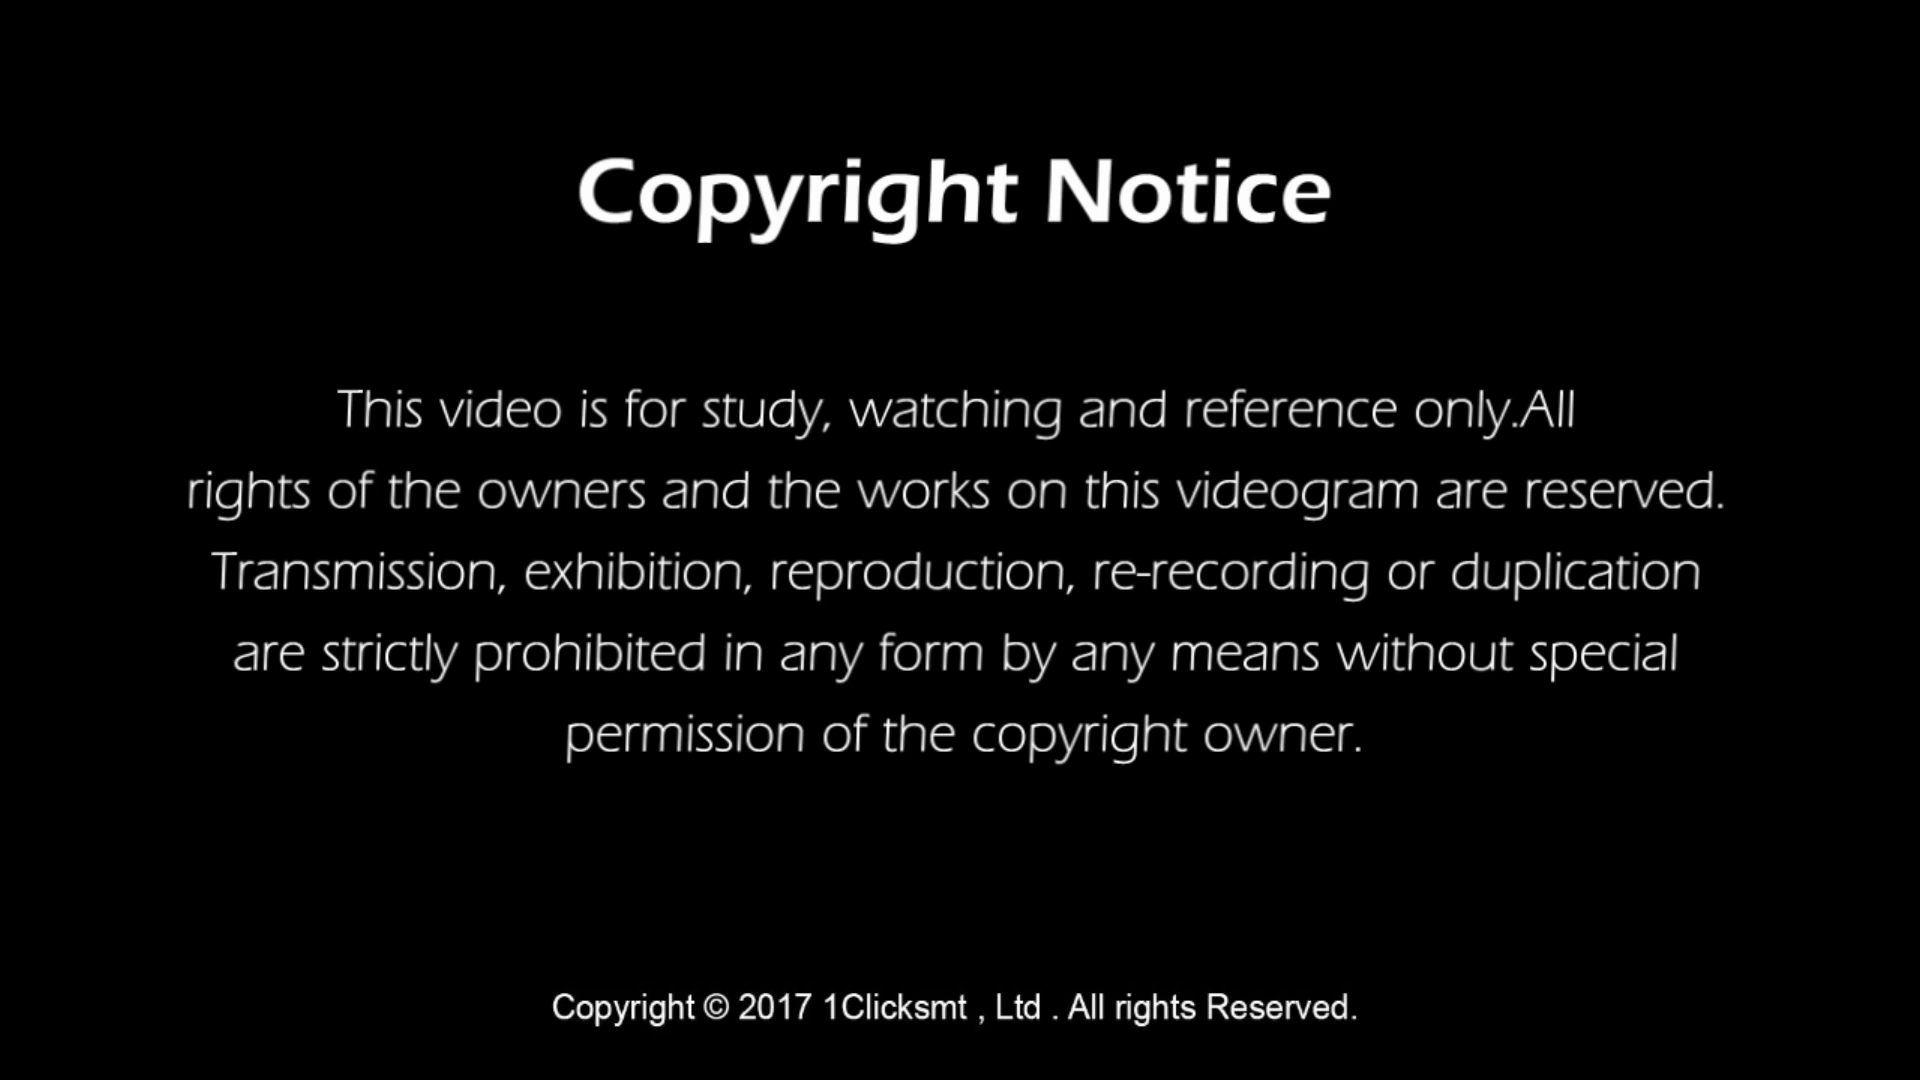 Copyright Notice
This video is for study, watching and reference only.All
rights of the owners and the works on this videogram are reserved.
Transmission, exhibition, reproduction, re-recording or duplication
are strictly prohibited in any form by any means without special
permission of the copyright owner.
Copyright © 2017 1Clicksmt , Ltd . All rights Reserved.